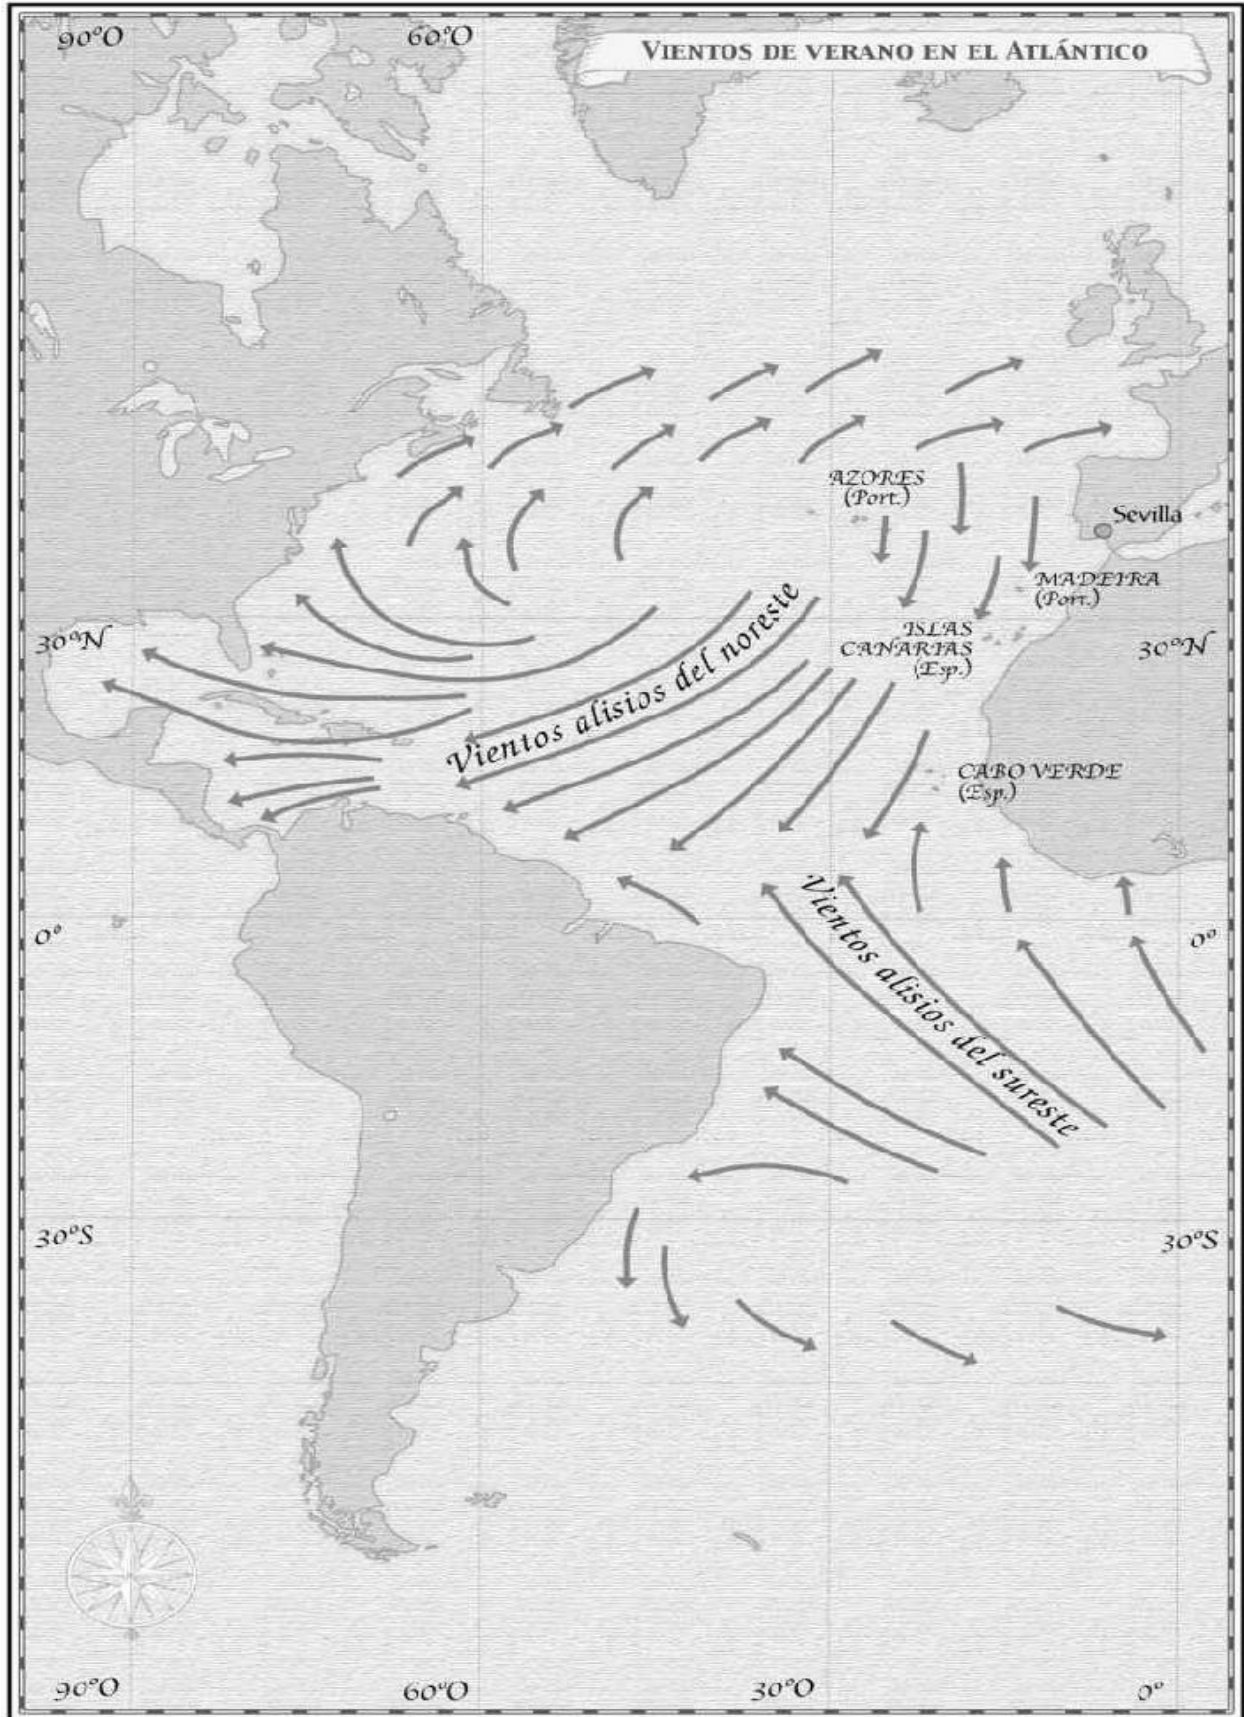 90°O
60°O
VIENTOS DE VERANO EN EL ATLÁNTICO
AZORES
(Port.)
Sevilla
MADEIRA
(Port.)
ISLAS
CANARIAS
(Esp.)
30°N
30°N
Vientos alisios del noreste
CABO VERDE
(Esp.)
0°
0°
Vientos alisios del sureste
30°S
30°S
90°O
60°O
30°O
0°